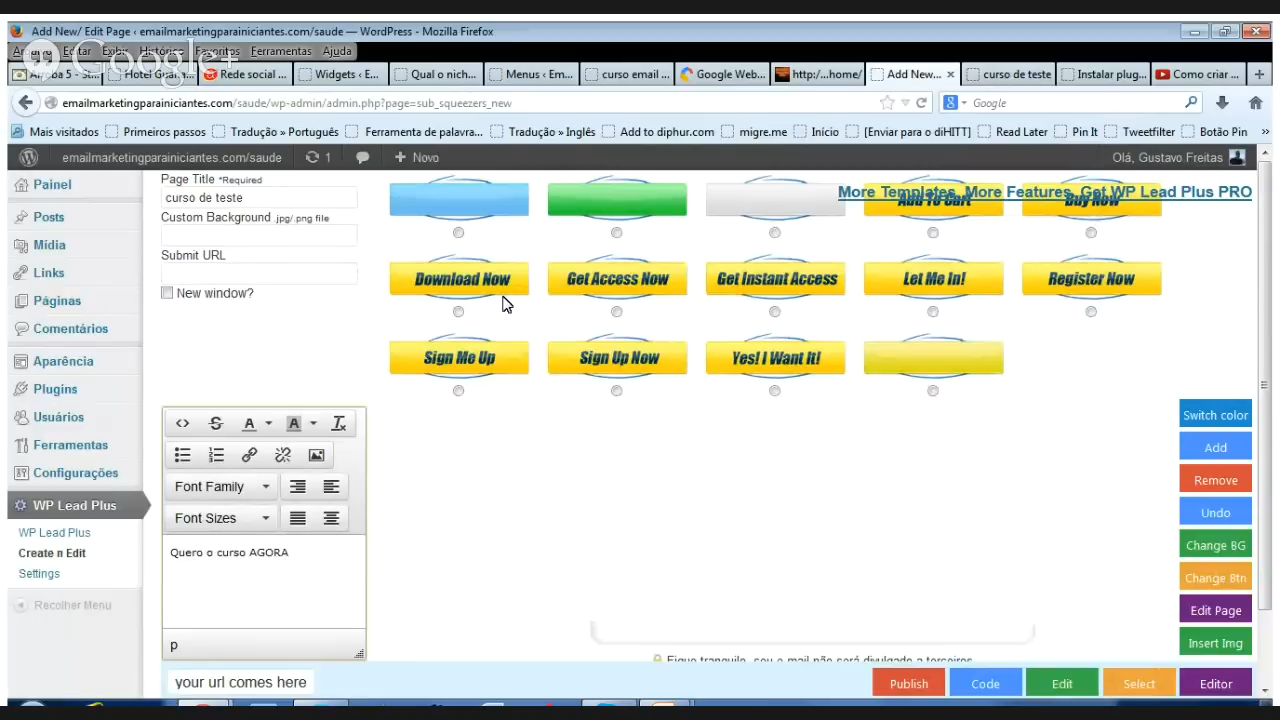 Add New/ Edit Page ‹ emailmarketingparainiciantes.com/saude — WordPress - Mozilla Firefox
Arquivo Editar Exibir Histórico Favoritos Ferramentas Ajuda
Google+
Rede social ...
Widgets ‹ E...
Qual o nich...
Menus ‹ Em...
curso email ...
Google Web...
http:/...home/
Add New...
curso de teste
Instalar plug...
Como criar ...
emailmarketingparainiciantes.com/saude/wp-admin/admin.php?page=sub_squeezers_new
Google
Mais visitados
Primeiros passos
Tradução » Português
Ferramenta de palavra...
Tradução » Inglês
Add to diphur.com
migre.me
Início
[Enviar para o diHITT]
Read Later
Pin It
Tweetfilter
Botão Pin
emailmarketingparainiciantes.com/saude
1
Novo
Olá, Gustavo Freitas
Painel
Posts
Mídia
Links
Páginas
Comentários
Aparência
Plugins
Usuários
Ferramentas
Configurações
WP Lead Plus
WP Lead Plus
Create n Edit
Settings
Recolher Menu
Page Title *Required
curso de teste
Custom Background .jpg/.png file
Submit URL
New window?
More Templates, More Features, Get WP Lead Plus PRO
Add To Cart
Buy Now
Download Now
Get Access Now
Get Instant Access
Let Me In!
Register Now
Sign Me Up
Sign Up Now
Yes! I Want It!
Font Family
Font Sizes
Quero o curso AGORA
p
Switch color
Add
Remove
Undo
Change BG
Change Btn
Edit Page
Insert Img
Fique tranquilo, seu e-mail não será divulgado a terceiros
your url comes here
Publish
Code
Edit
Select
Editor